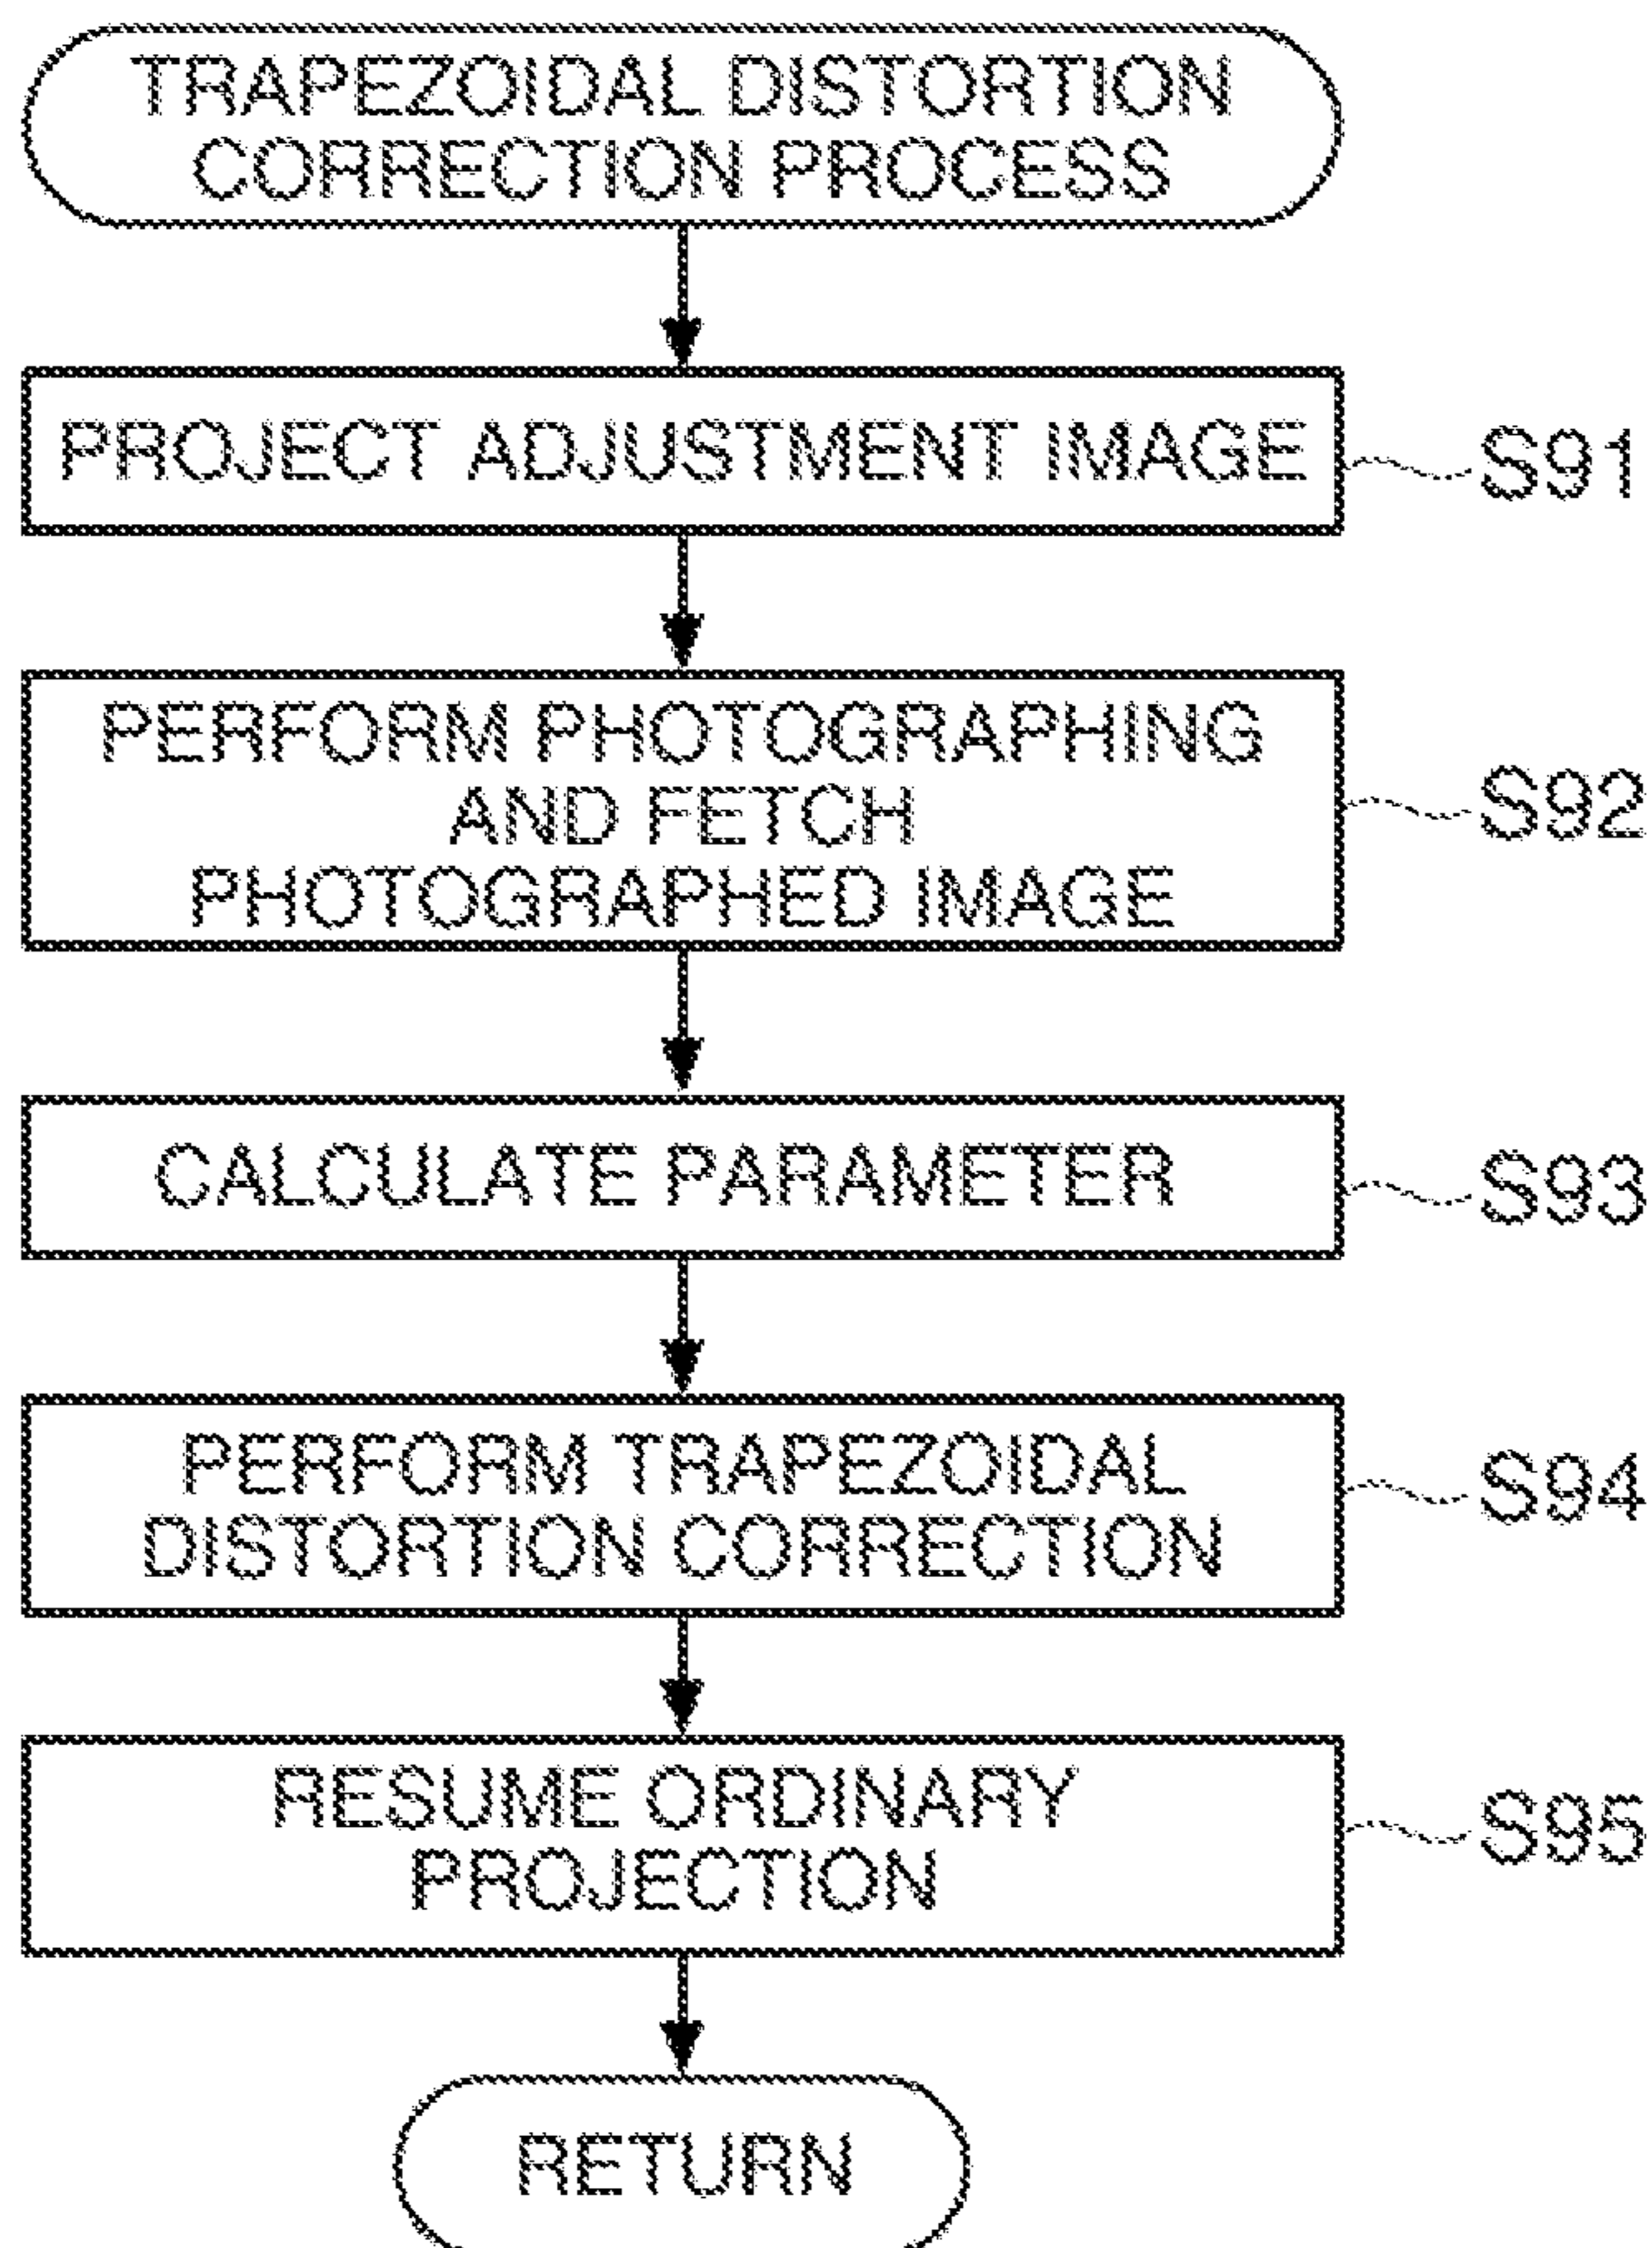 TRAPEZOIDAL DISTORTION
CORRECTION PROCESS
PROJECT ADJUSTMENT IMAGE
S91
PERFORM PHOTOGRAPHING
AND FETCH
PHOTOGRAPHED IMAGE
S92
CALCULATE PARAMETER
S93
PERFORM TRAPEZOIDAL
DISTORTION CORRECTION
S94
RESUME ORDINARY
PROJECTION
S95
RETURN